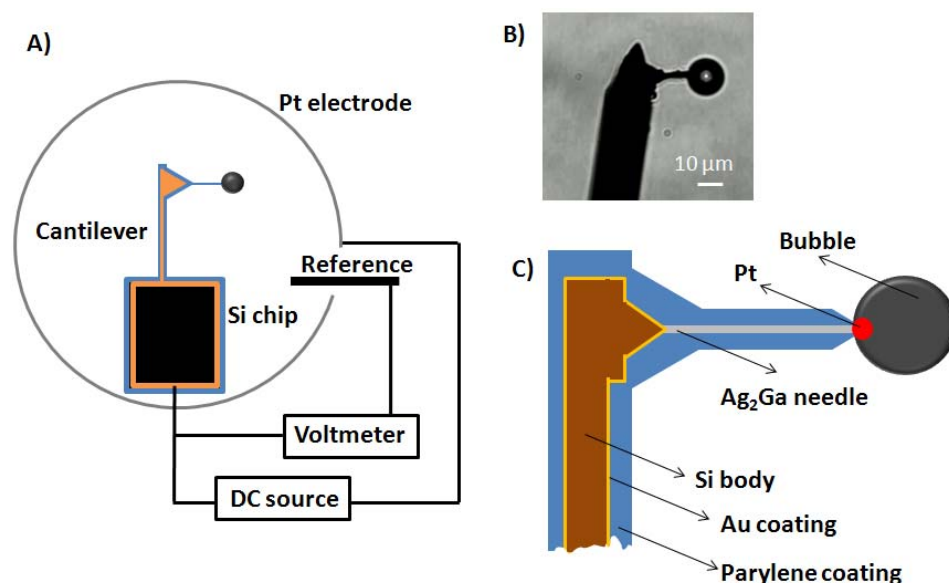 A)
Pt electrode
Cantilever
Reference
Si chip
Voltmeter
DC source
B)
10 μm
C)
Bubble
Pt
Ag₂Ga needle
Si body
Au coating
Parylene coating